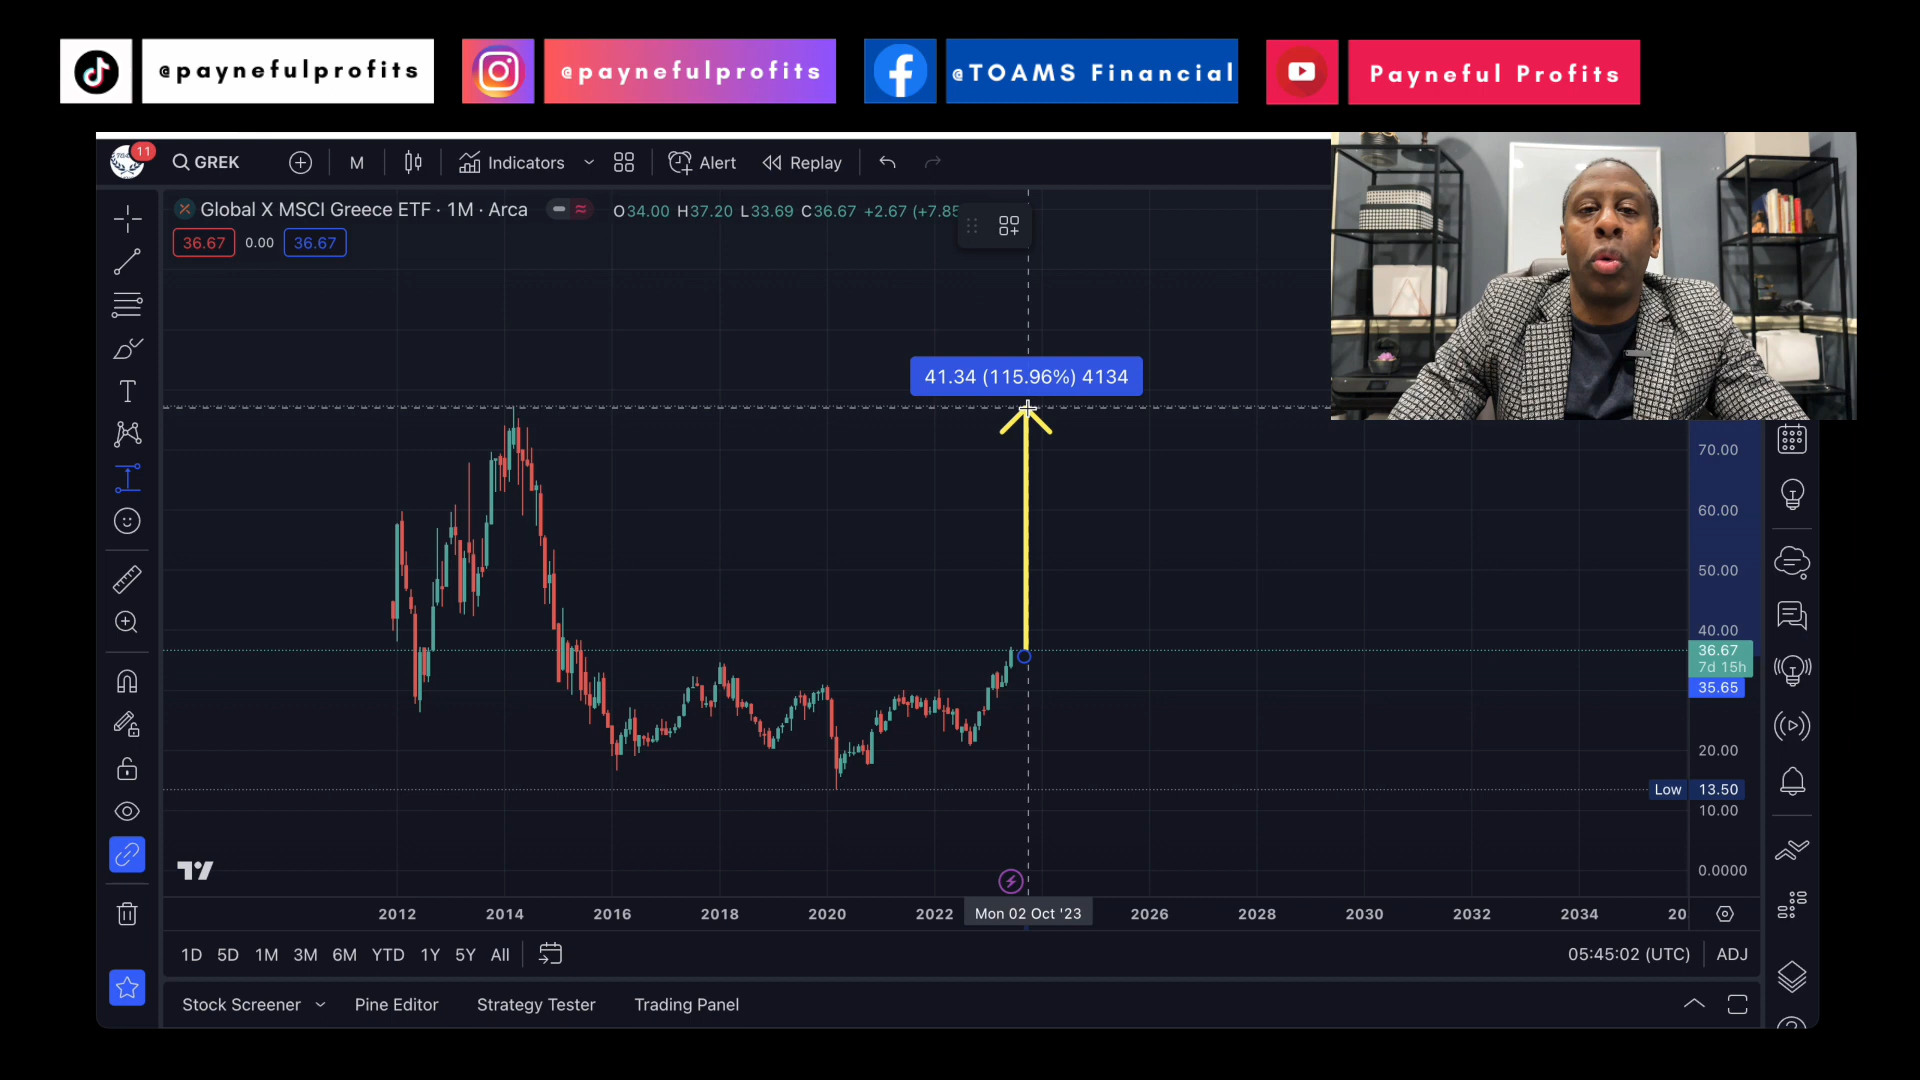 @paynefulprofits
@paynefulprofits
@TOAMS Financial
Payneful Profits
11
GREK
M
Indicators
Alert
Replay
Global X MSCI Greece ETF · 1M · Arca
O34.00 H37.20 L33.69 C36.67 +2.67 (+7.85
36.67 0.00 36.67
41.34 (115.96%) 4134
70.00
60.00
50.00
40.00
36.67
7d 15h
35.65
20.00
Low 13.50
10.00
0.0000
2012 2014 2016 2018 2020 2022 Mon 02 Oct '23 2026 2028 2030 2032 2034 20
1D 5D 1M 3M 6M YTD 1Y 5Y All
05:45:02 (UTC) ADJ
Stock Screener Pine Editor Strategy Tester Trading Panel